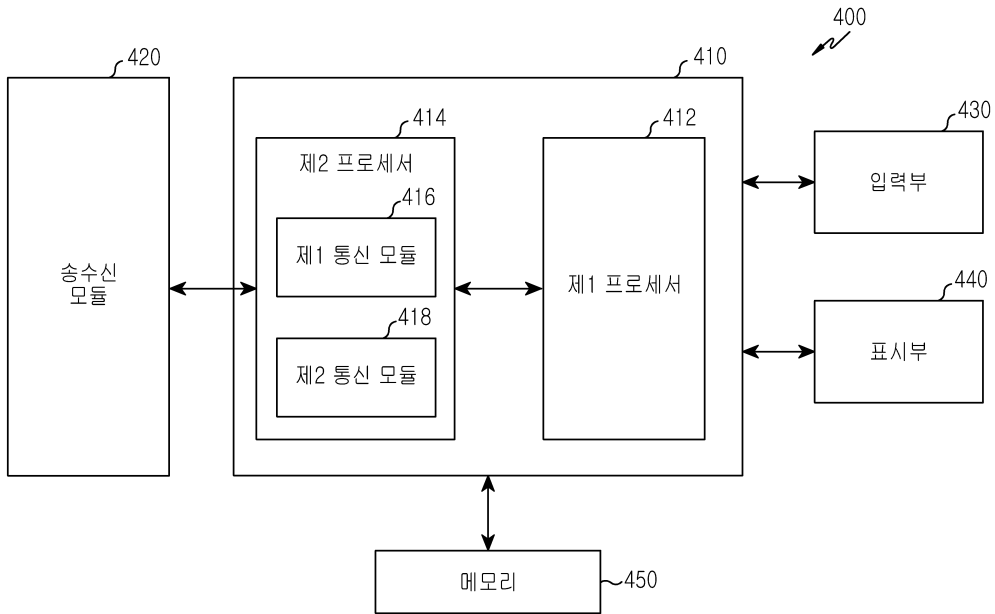 400
420
410
414
412
430
제2 프로세서
416
입력부
제1 통신 모듈
송수신
모듈
제1 프로세서
440
418
표시부
제2 통신 모듈
메모리
450